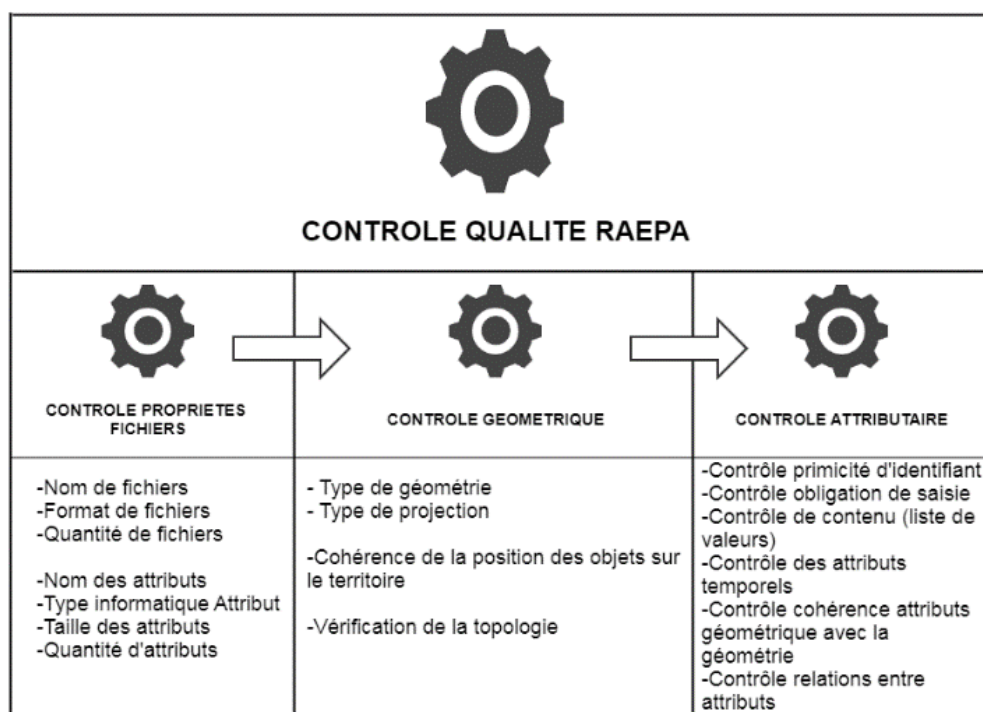 CONTROLE QUALITE RAEPA
CONTROLE PROPRIETES
FICHIERS
-Nom de fichiers
-Format de fichiers
-Quantité de fichiers
-Nom des attributs
-Type informatique Attribut
-Taille des attributs
-Quantité d'attributs
CONTROLE GEOMETRIQUE
- Type de géométrie
- Type de projection
-Cohérence de la position des objets sur
le territoire
-Vérification de la topologie
CONTROLE ATTRIBUTAIRE
-Contrôle primicité d'identifiant
-Contrôle obligation de saisie
-Contrôle de contenu (liste de
valeurs)
-Contrôle des attributs
temporels
-Contrôle cohérence attributs
géométrique avec la
géométrie
-Contrôle relations entre
attributs